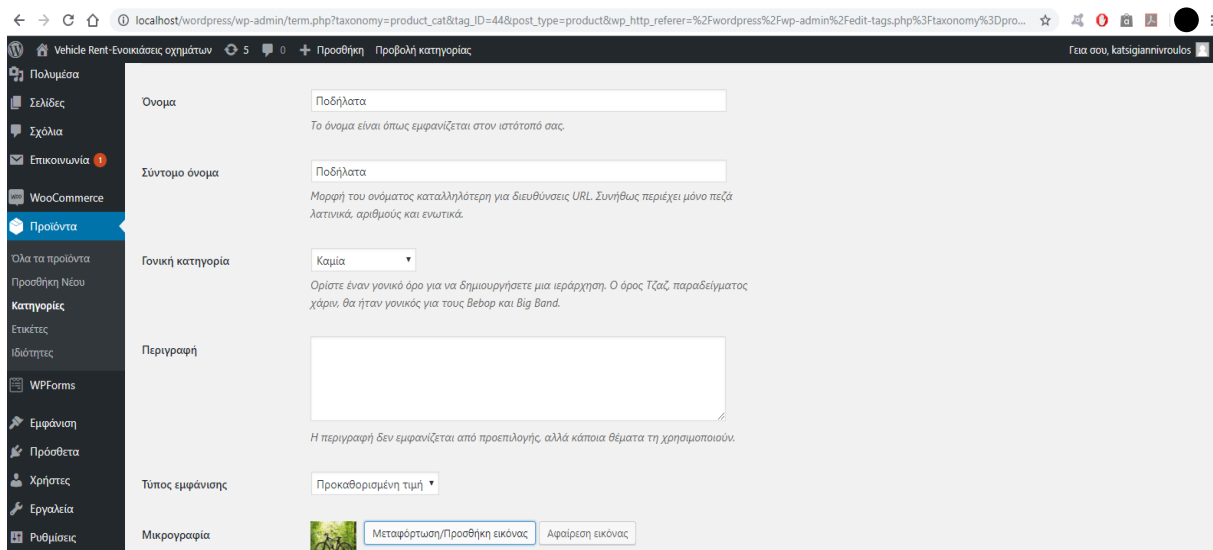 localhost/wordpress/wp-admin/term.php?taxonomy=product_cat&tag_ID=44&post_type=product&wp_http_referer=%2Fwordpress%2Fwp-admin%2Fedit-tags.php%3Ftaxonomy%3Dpro...
Vehicle Rent-Ενοικιάσεις οχημάτων 5 0 Προσθήκη Προβολή κατηγορίας Γεια σου, katsigiannivroulos
Πολυμέσα
Σελίδες
Σχόλια
Επικοινωνία 1
WooCommerce
Προϊόντα
Όλα τα προϊόντα
Προσθήκη Νέου
Κατηγορίες
Ετικέτες
Ιδιότητες
WPForms
Εμφάνιση
Πρόσθετα
Χρήστες
Εργαλεία
Ρυθμίσεις
Όνομα
Ποδήλατα
Το όνομα είναι όπως εμφανίζεται στον ιστότοπό σας.
Σύντομο όνομα
Ποδήλατα
Μορφή του ονόματος καταλληλότερη για διευθύνσεις URL. Συνήθως περιέχει μόνο πεζά
λατινικά, αριθμούς και ενωτικά.
Γονική κατηγορία
Καμία
Ορίστε έναν γονικό όρο για να δημιουργήσετε μια ιεράρχηση. Ο όρος Τζαζ, παραδείγματος
χάριν, θα ήταν γονικός για τους Bebop και Big Band.
Περιγραφή
Η περιγραφή δεν εμφανίζεται από προεπιλογή, αλλά κάποια θέματα τη χρησιμοποιούν.
Τύπος εμφάνισης
Προκαθορισμένη τιμή
Μικρογραφία
Μεταφόρτωση/Προσθήκη εικόνας
Αφαίρεση εικόνας